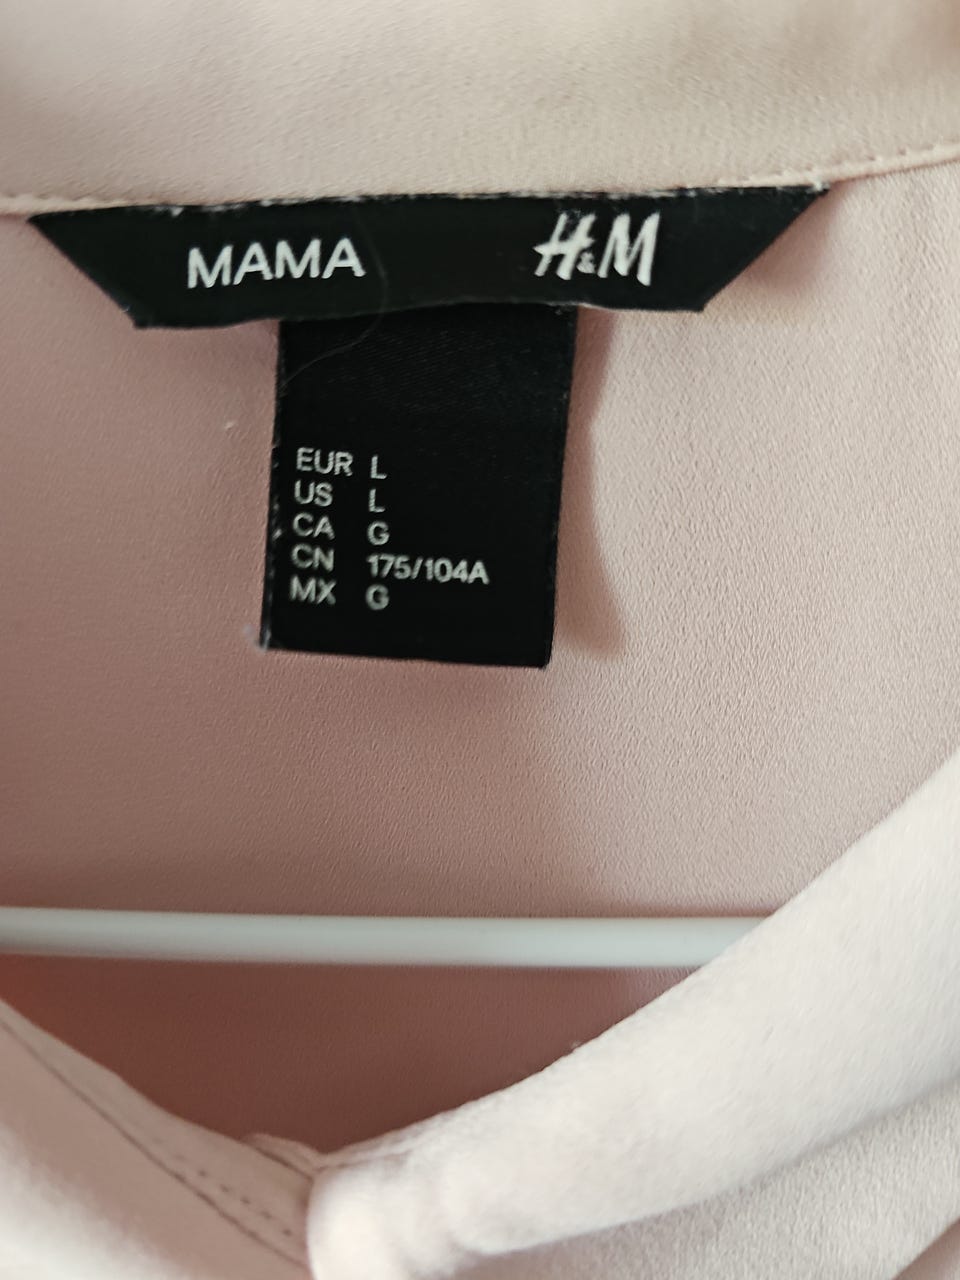 MAMA H&M
EUR L
US L
CA G
CN 175/104A
MX G